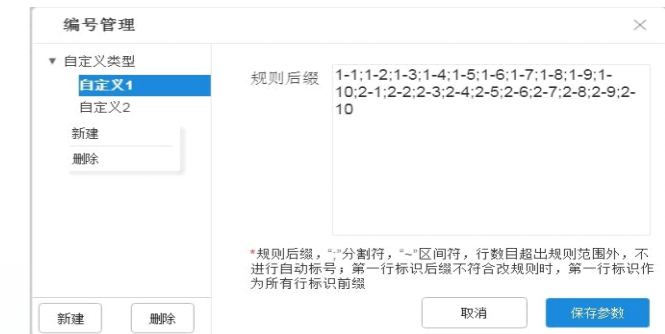 编号管理
自定义类型
自定义1
自定义2
新建
删除
规则后缀
1-1;1-2;1-3;1-4;1-5;1-6;1-7;1-8;1-9;1-
10;2-1;2-2;2-3;2-4;2-5;2-6;2-7;2-8;2-9;2-
10
*规则后缀，“;”分割符，“~”区间符，行数目超出规则范围外，不
进行自动标号；第一行标识后缀不符合改规则时，第一行标识作
为所有行标识前缀
新建
删除
取消
保存参数